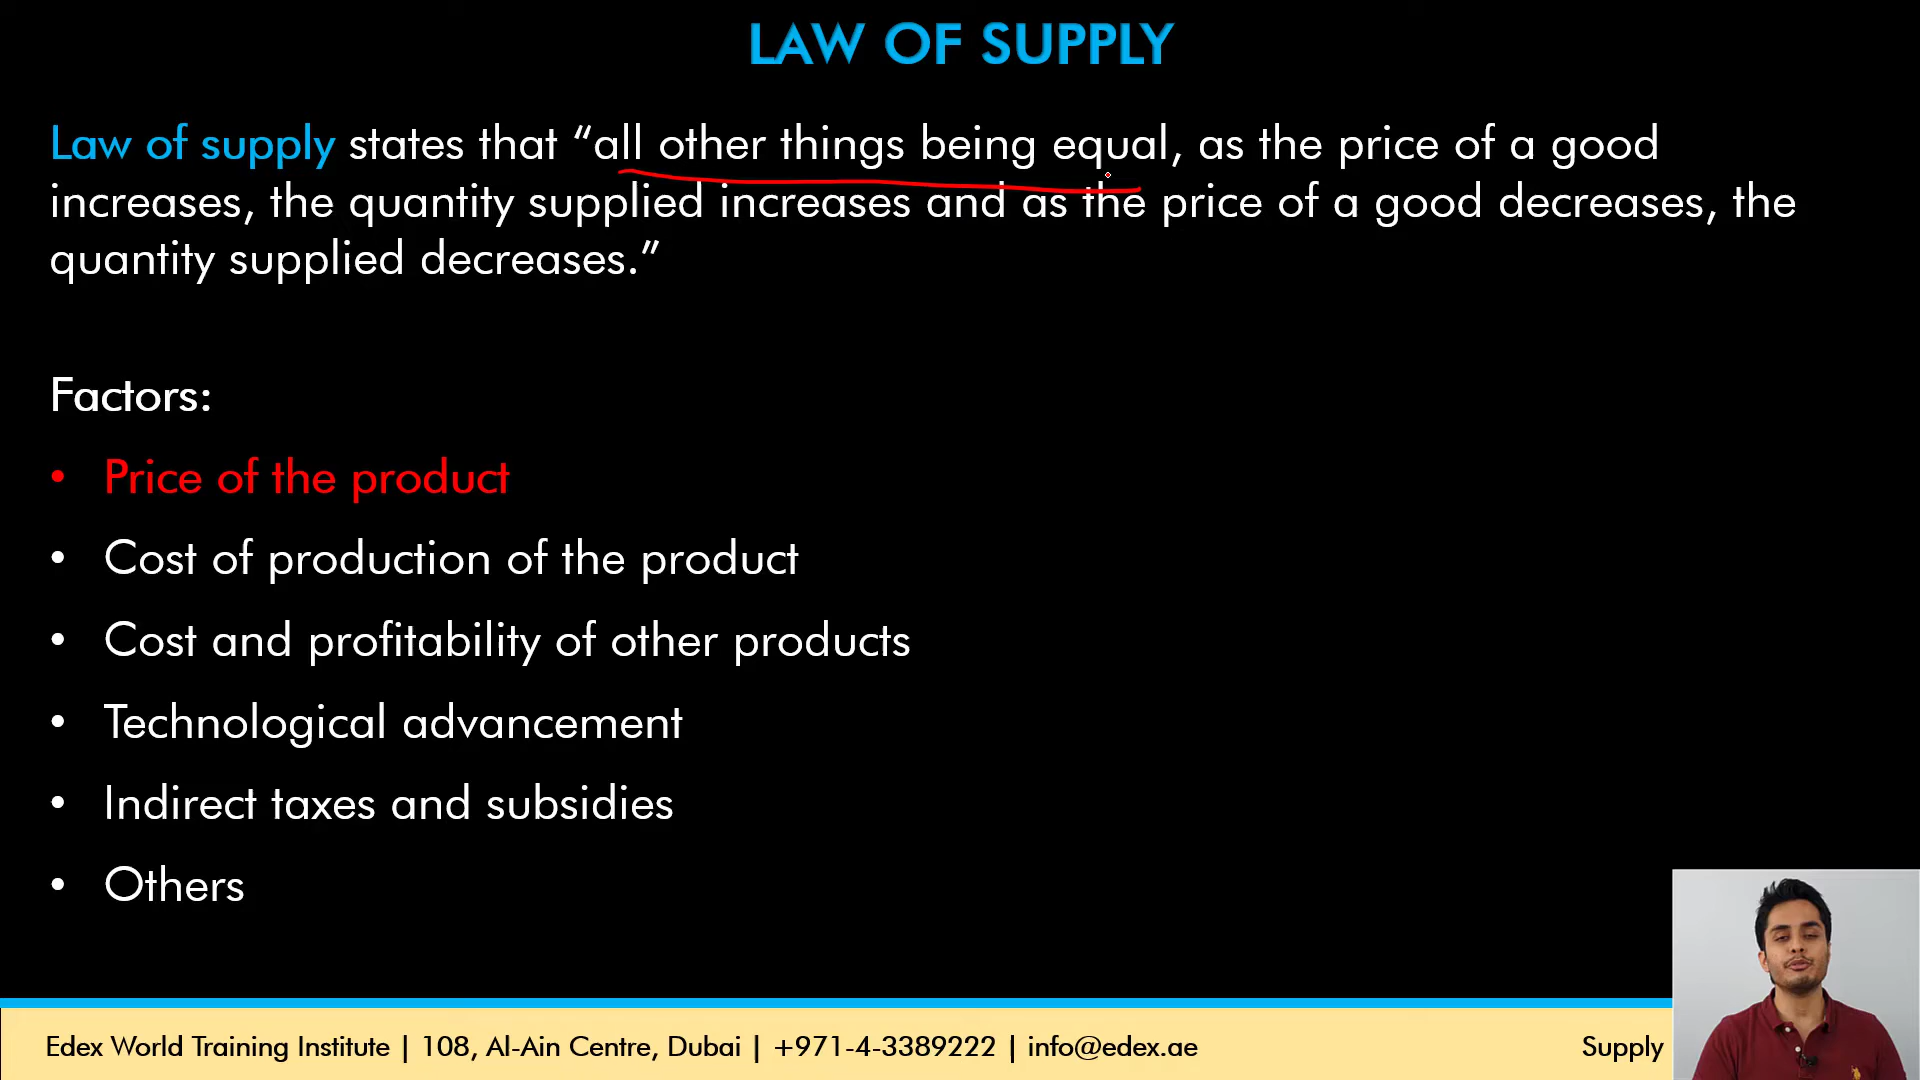 LAW OF SUPPLY
Law of supply states that “all other things being equal, as the price of a good
increases, the quantity supplied increases and as the price of a good decreases, the
quantity supplied decreases.”
Factors:
• Price of the product
• Cost of production of the product
• Cost and profitability of other products
• Technological advancement
• Indirect taxes and subsidies
• Others
Edex World Training Institute | 108, Al-Ain Centre, Dubai | +971-4-3389222 | info@edex.ae
Supply